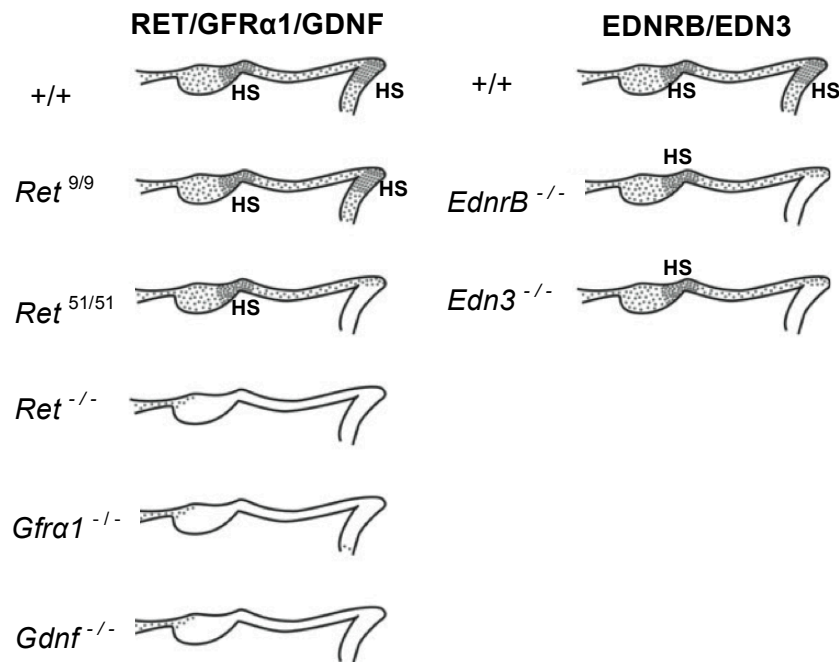 RET/GFRα1/GDNF
EDNRB/EDN3
+/+
HS
HS
+/+
HS
HS
Ret 9/9
HS
HS
EdnrB -/-
HS
Ret 51/51
HS
Edn3 -/-
HS
Ret -/-
Gfrα1 -/-
Gdnf -/-